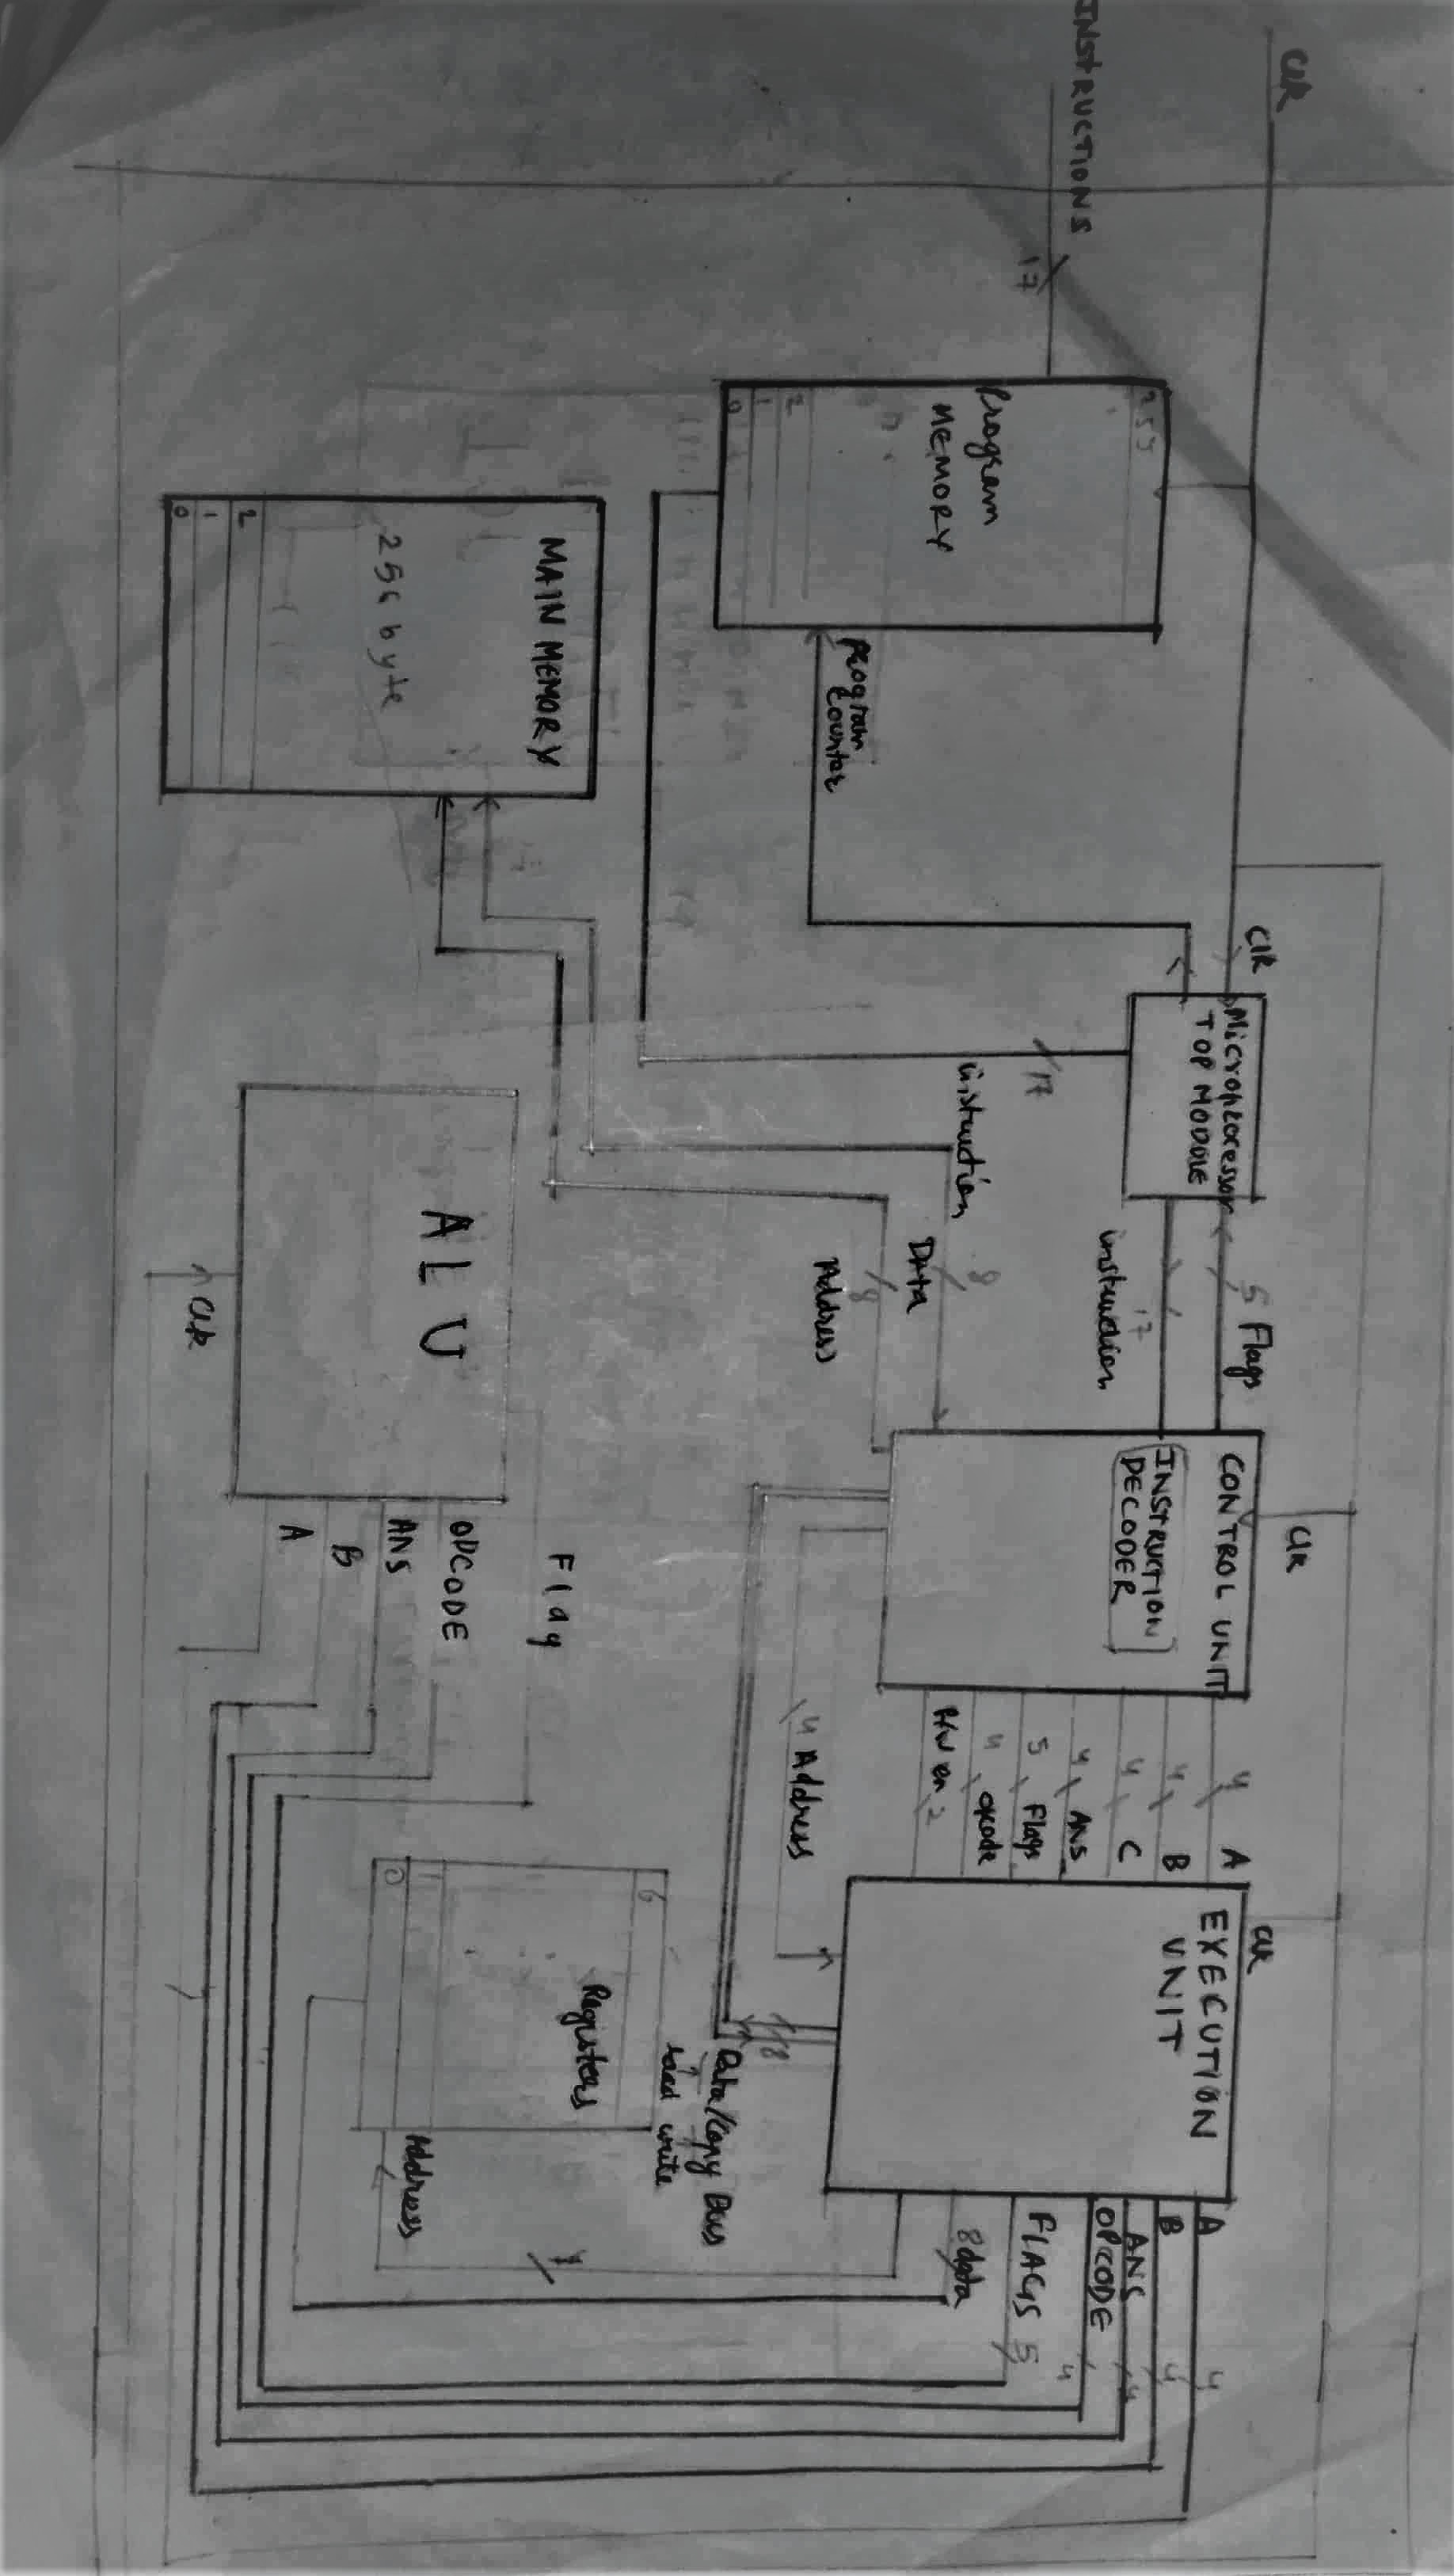 CLK
INSTRUCTIONS
17
255
Program
MEMORY
2
1
0
Program
Counter
MAIN MEMORY
256 byte
2
1
0
Clk
Microprocessor
TOP MODULE
17
instruction
5 Flags
17
instruction
8
Data
8
Address
Clk
CONTROL UNIT
INSTRUCTION
DECODER
4 A
4 B
4 C
4 ANS
5 Flags
4 opcode
2
4 Address
Clk
EXECUTION
UNIT
8
Data/Copy Bus
read write
A 4
B 4
ANS 4
OPCODE 4
FLAGS 5
8 data
4
ALU
Clk
Flag
OPCODE
ANS
B
A
6
Registers
1
0
Address